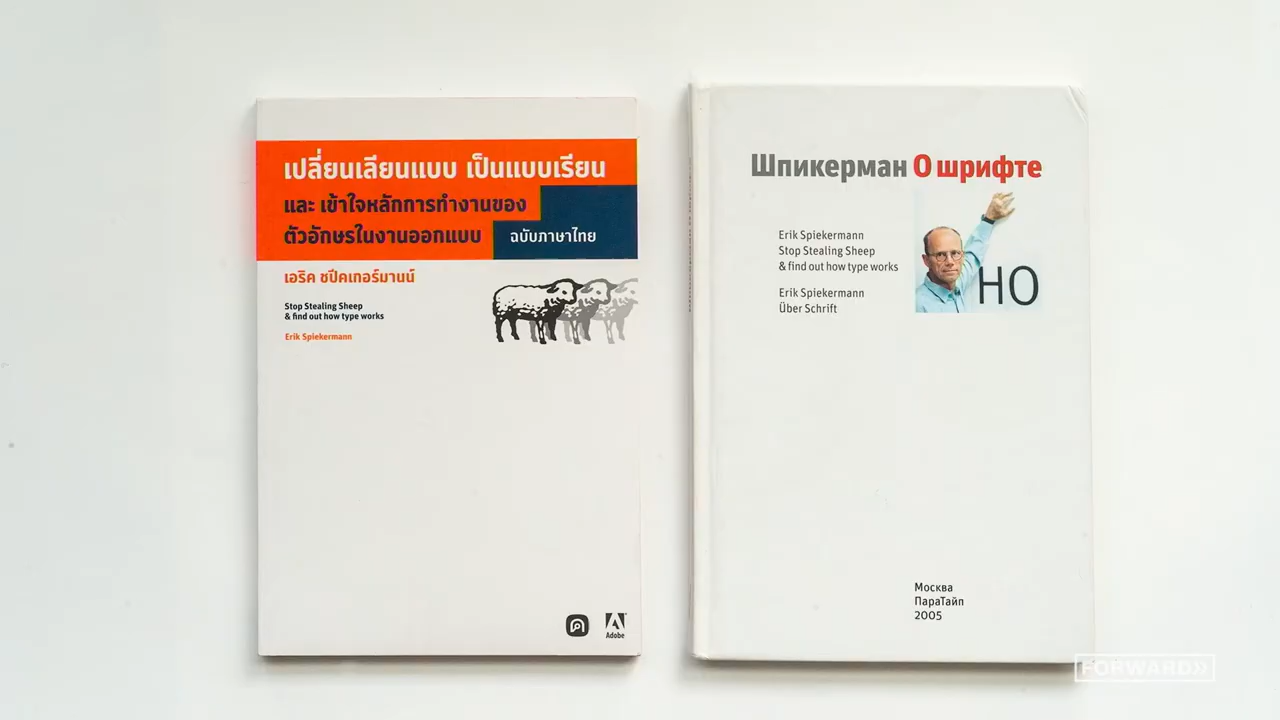 เปลี่ยนเลียนแบบ เป็นแบบเรียน
และ เข้าใจหลักการทำงานของ
ตัวอักษรในงานออกแบบ
ฉบับภาษาไทย
เอริค ชปีคเทอร์มานน์
Stop Stealing Sheep
& find out how type works
Erik Spiekermann
Adobe
Шпикерман О шрифте
Erik Spiekermann
Stop Stealing Sheep
& find out how type works
Erik Spiekermann
Über Schrift
HO
Москва
ПараТайп
2005
FORWARD»